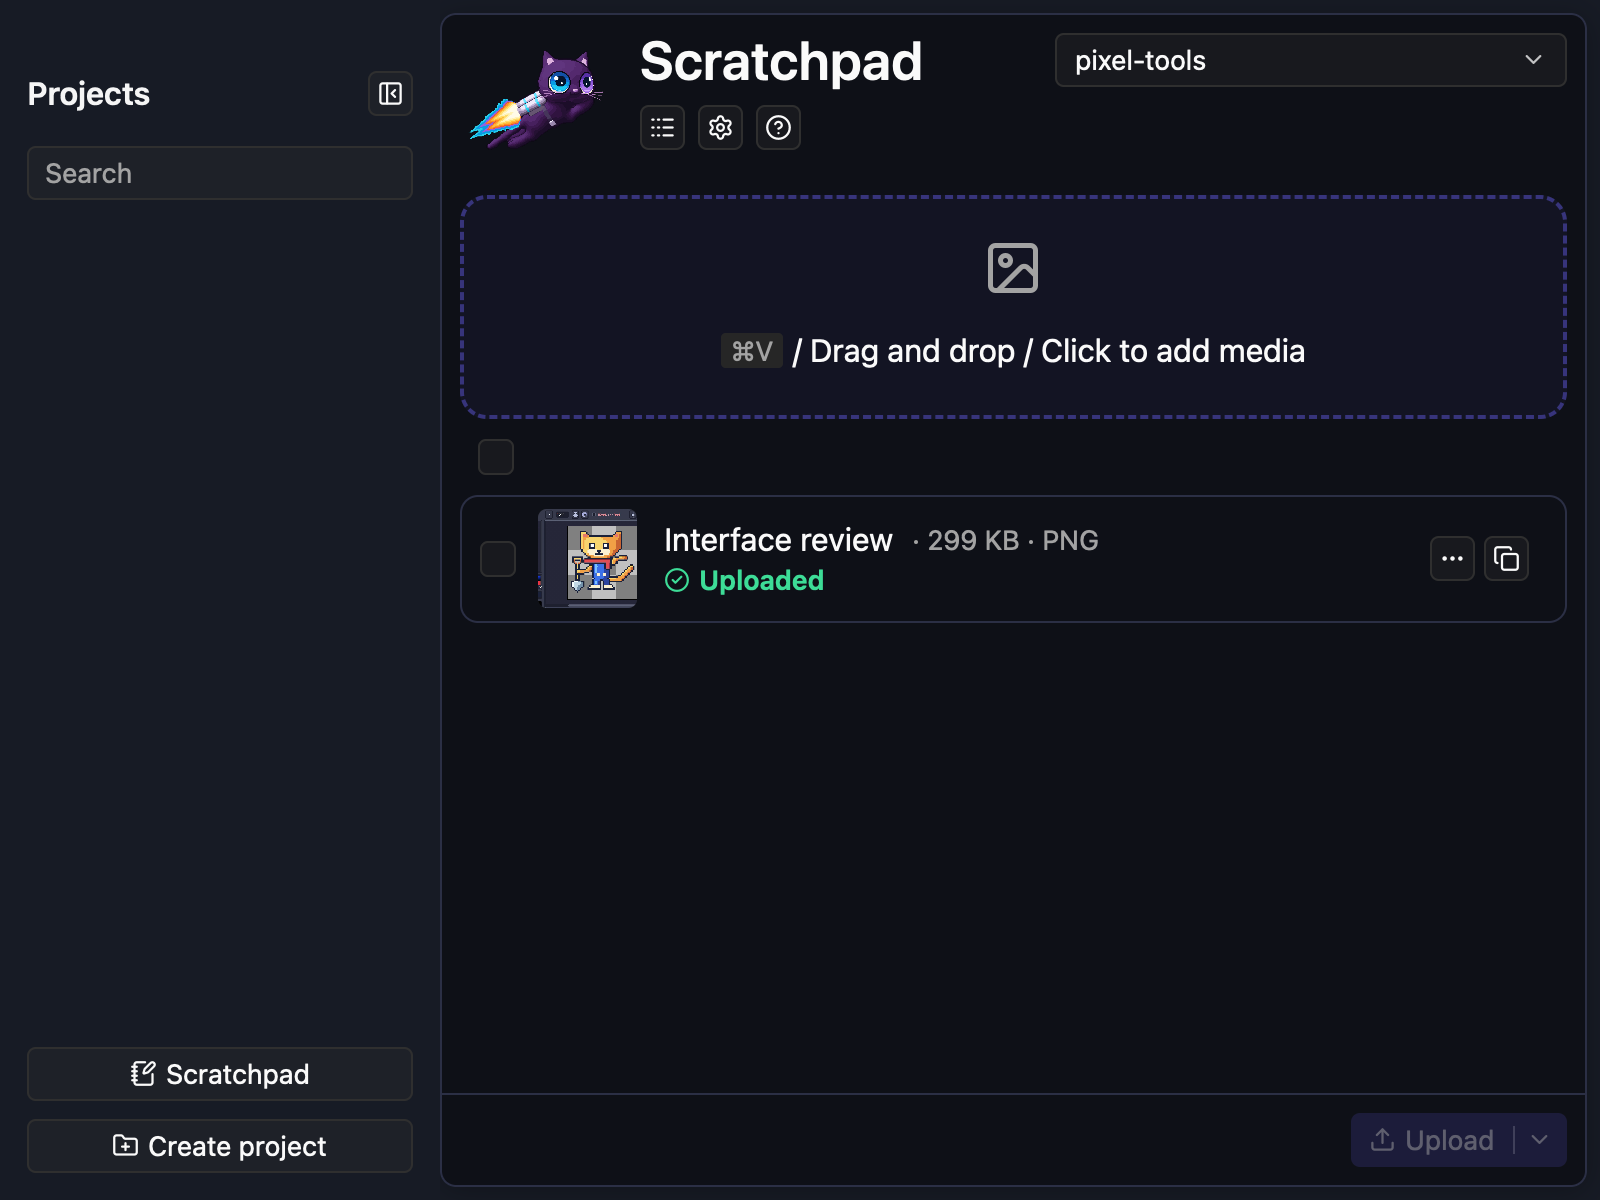 Projects
Search
Scratchpad
Create project
Scratchpad
pixel-tools
⌘V / Drag and drop / Click to add media
Interface review · 299 KB · PNG
Uploaded
Upload